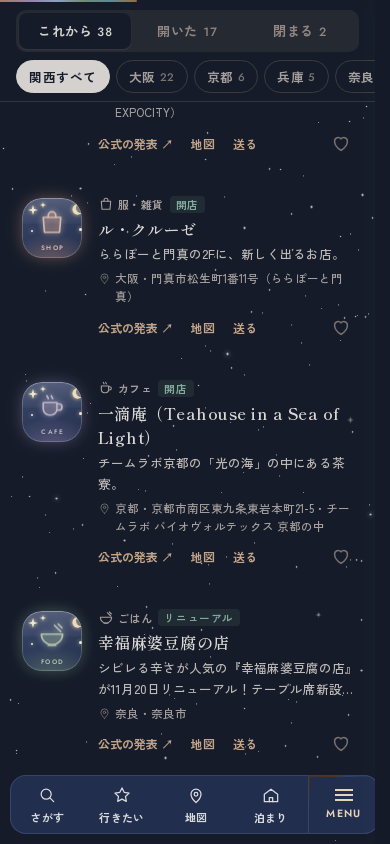 これから 38 開いた 17 閉まる 2
関西すべて 大阪 22 京都 6 兵庫 5 奈良
EXPOCITY）
公式の発表 ↗ 地図 送る
SHOP
服・雑貨 開店
ル・クルーゼ
ららぽーと門真の2Fに、新しく出るお店。
大阪・門真市松生町1番11号（ららぽーと門
真）
公式の発表 ↗ 地図 送る
CAFE
カフェ 開店
一滴庵（Teahouse in a Sea of
Light）
チームラボ京都の「光の海」の中にある茶
寮。
京都・京都市南区東九条東岩本町21-5・チー
ムラボ バイオヴォルテックス 京都の中
公式の発表 ↗ 地図 送る
FOOD
ごはん リニューアル
幸福麻婆豆腐の店
シビレる辛さが人気の『幸福麻婆豆腐の店』
が11月20日リニューアル！テーブル席新設…
奈良・奈良市
公式の発表 ↗ 地図 送る
さがす 行きたい 地図 泊まり MENU